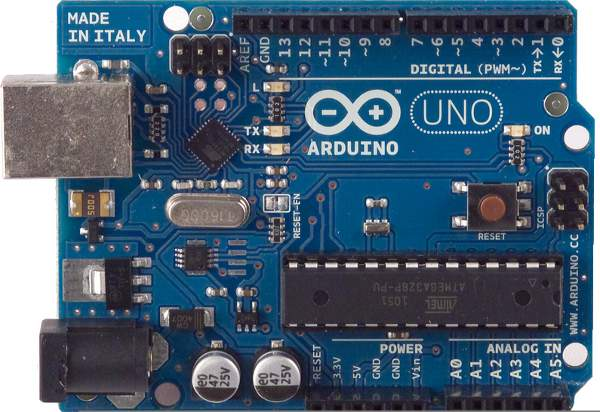 MADE
IN ITALY
AREF
GND
13
12
~11
~10
~9
8
7
~6
~5
4
~3
2
TX→1
RX←0
DIGITAL (PWM~)
L
TX
RX
ARDUINO
™
UNO
ON
RESET-EN
RESET
ICSP
WWW.ARDUINO.CC
ATMEL
1051
ATMEGA328P-PU
RESET
3.3V
5V
GND
GND
Vin
POWER
ANALOG IN
A0
A1
A2
A3
A4
A5
47
25V
47
25V